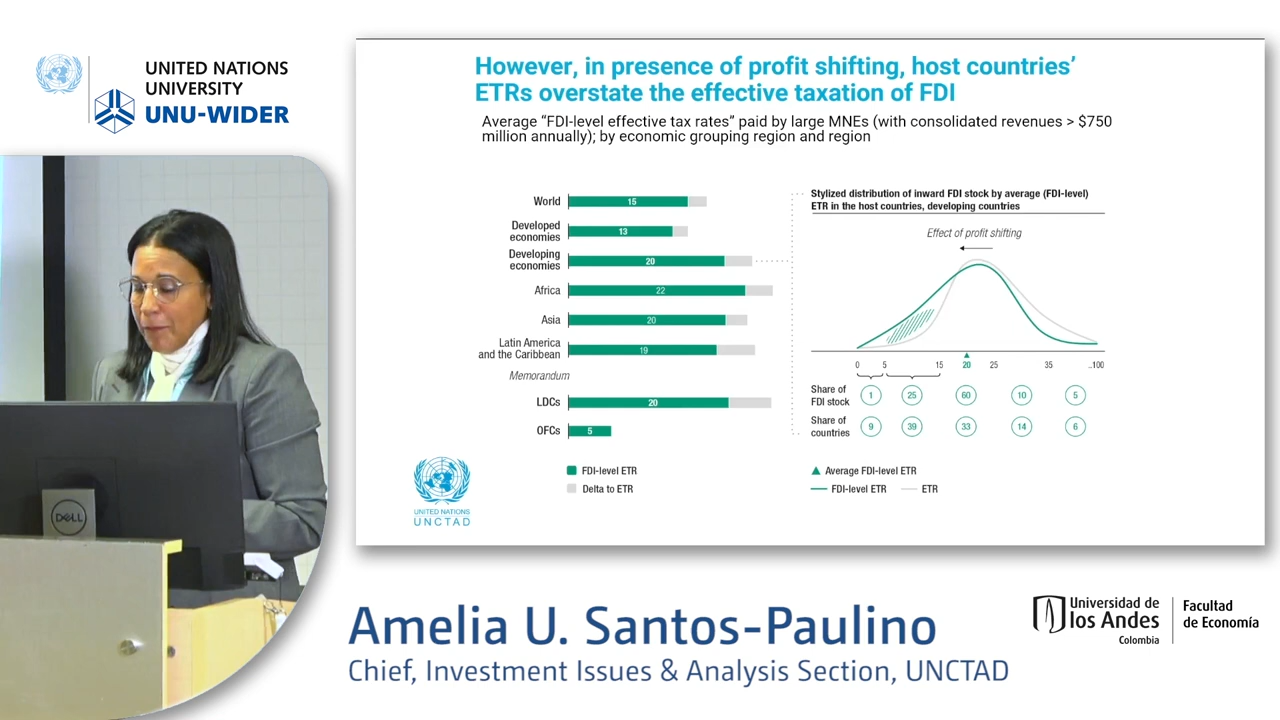 UNITED NATIONS
UNIVERSITY
UNU-WIDER
However, in presence of profit shifting, host countries’
ETRs overstate the effective taxation of FDI
Average “FDI-level effective tax rates” paid by large MNEs (with consolidated revenues > $750
million annually); by economic grouping region and region
World
15
Developed
economies
13
Developing
economies
20
Africa
22
Asia
20
Latin America
and the Caribbean
19
Memorandum
LDCs
20
OFCs
5
FDI-level ETR
Delta to ETR
Stylized distribution of inward FDI stock by average (FDI-level)
ETR in the host countries, developing countries
Effect of profit shifting
0 5 15 20 25 35 ..100
Share of
FDI stock
1 25 60 10 5
Share of
countries
9 39 33 14 6
Average FDI-level ETR
FDI-level ETR ETR
UNITED NATIONS
UNCTAD
DELL
Amelia U. Santos-Paulino
Chief, Investment Issues & Analysis Section, UNCTAD
Universidad de
los Andes
Colombia
Facultad
de Economía